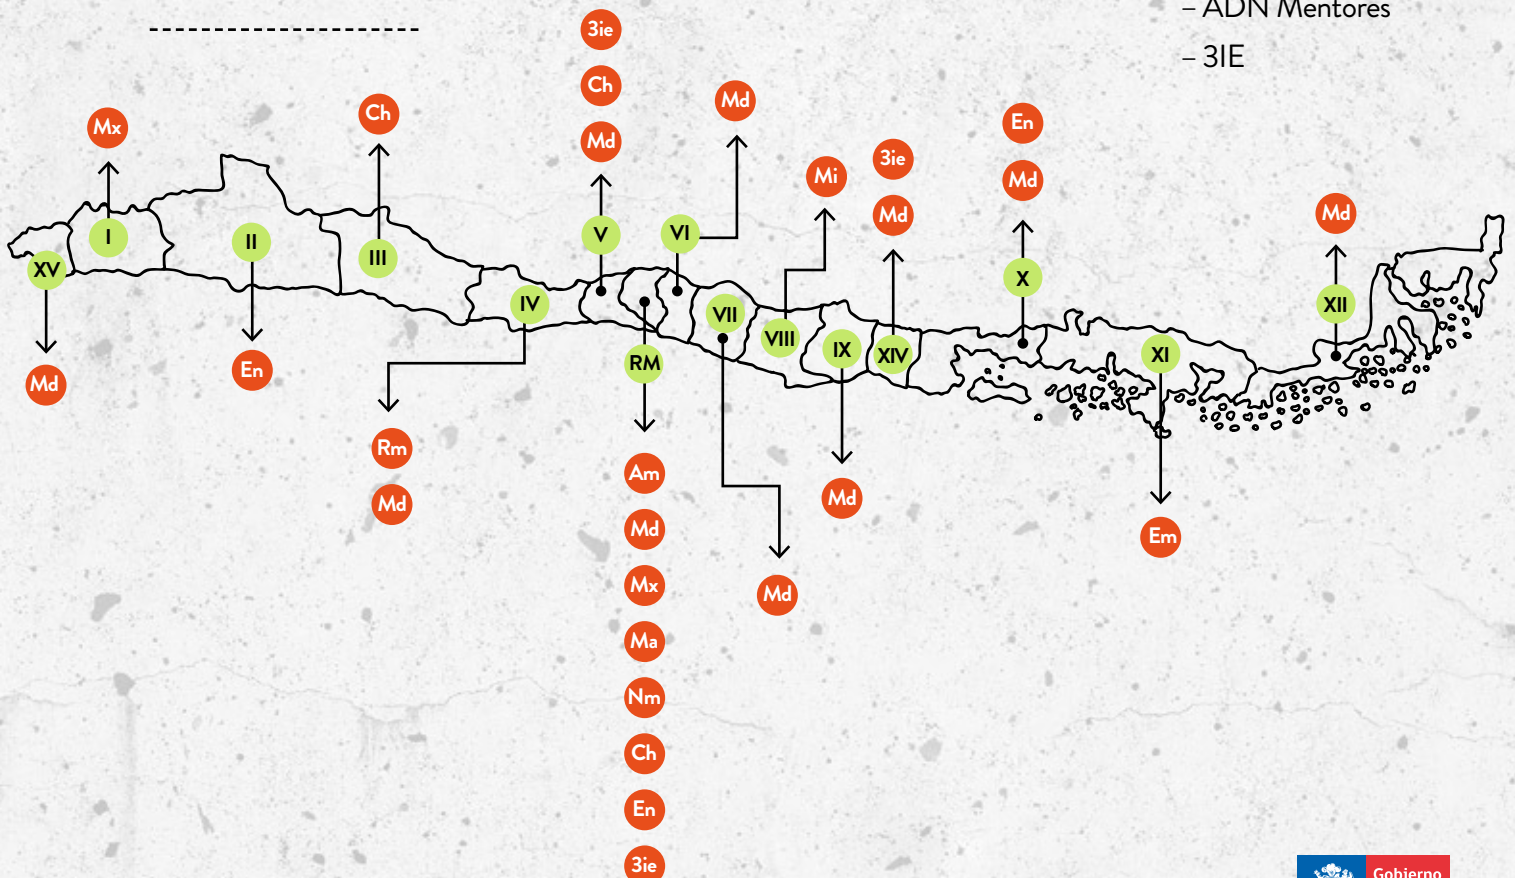 – ADN Mentores
– 3IE
3ie
Ch
Md
Md
Ch
Mx
En
Md
3ie
Md
Mi
Md
I
II
III
V
VI
XV
IV
VII
VIII
IX
XIV
X
XI
XII
RM
Md
En
Rm
Md
Am
Md
Mx
Ma
Nm
Ch
En
3ie
Md
Md
Em
Gobierno